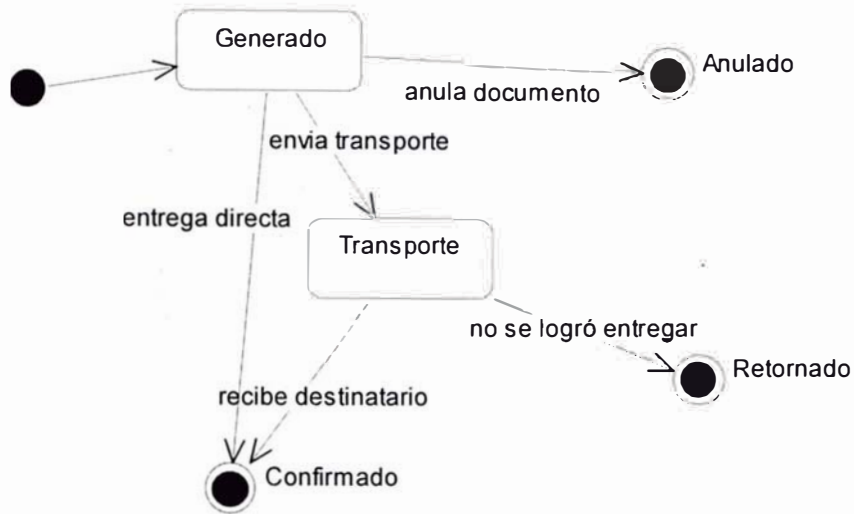 Generado
Anulado
anula documento
envia transporte
entrega directa
Transporte
no se logró entregar
Retornado
recibe destinatario
Confirmado